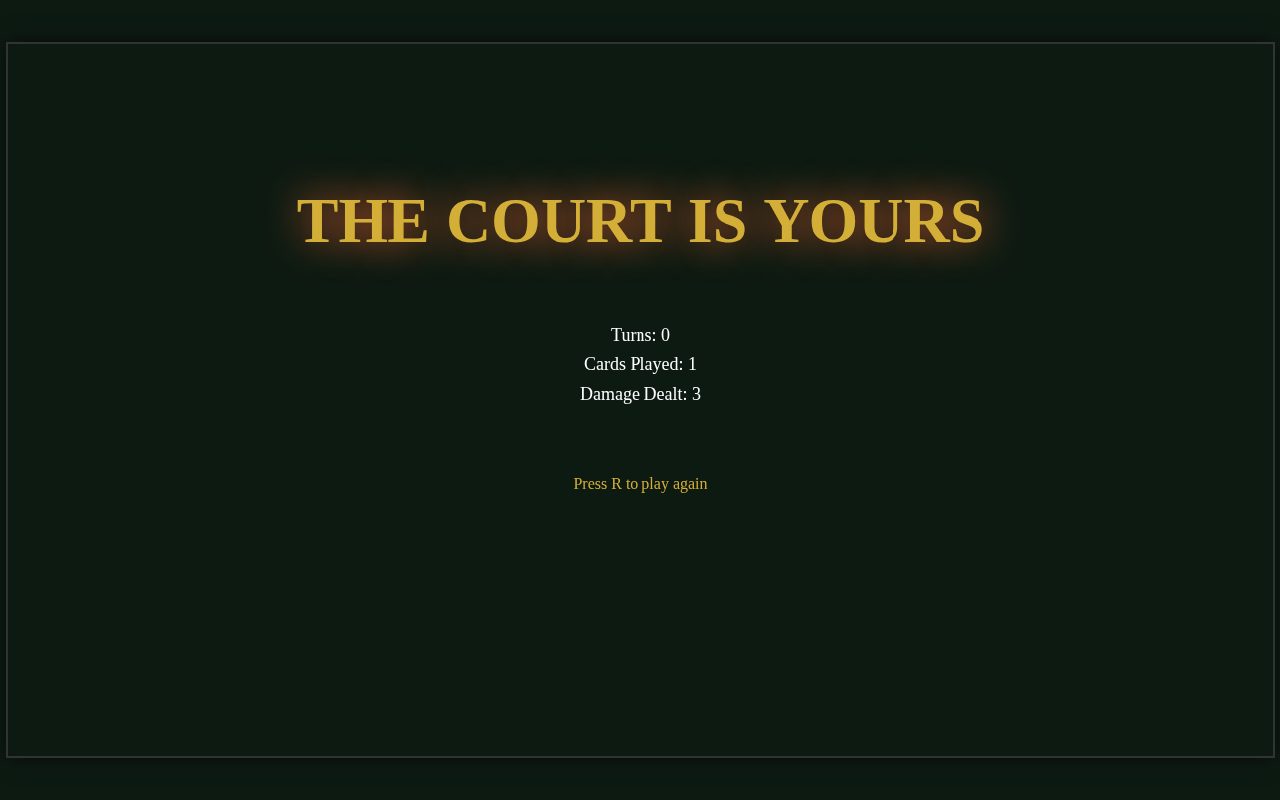 THE COURT IS YOURS
Turns: 0
Cards Played: 1
Damage Dealt: 3
Press R to play again